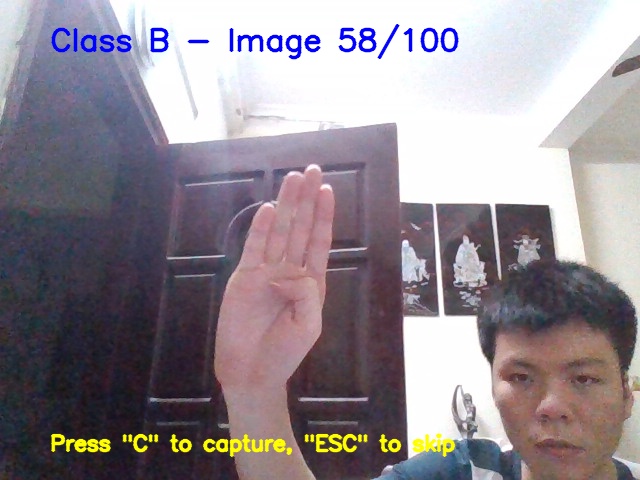 Class B - Image 58/100
Press "C" to capture, "ESC" to skip